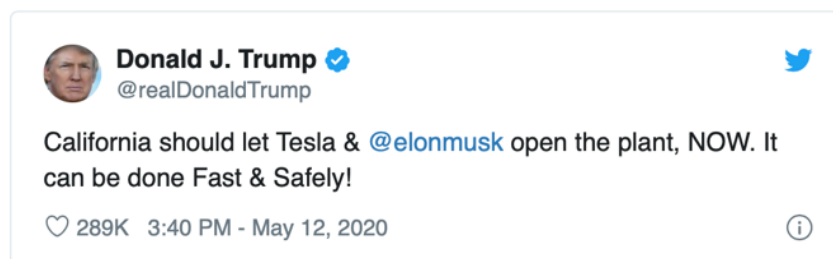 Donald J. Trump
@realDonaldTrump
California should let Tesla & @elonmusk open the plant, NOW. It
can be done Fast & Safely!
289K 3:40 PM - May 12, 2020